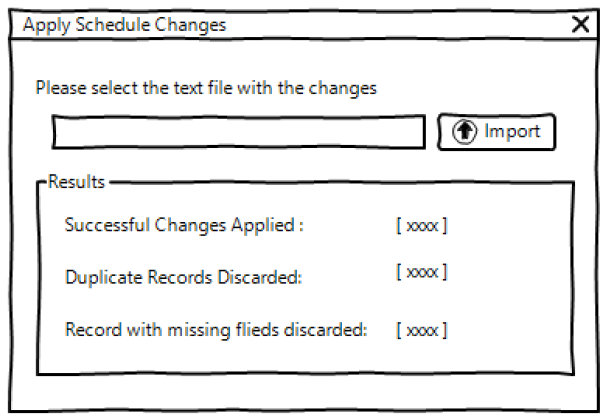 Apply Schedule Changes
Please select the text file with the changes
Import
Results
Successful Changes Applied : [ xxxx ]
Duplicate Records Discarded: [ xxxx ]
Record with missing flieds discarded: [ xxxx ]